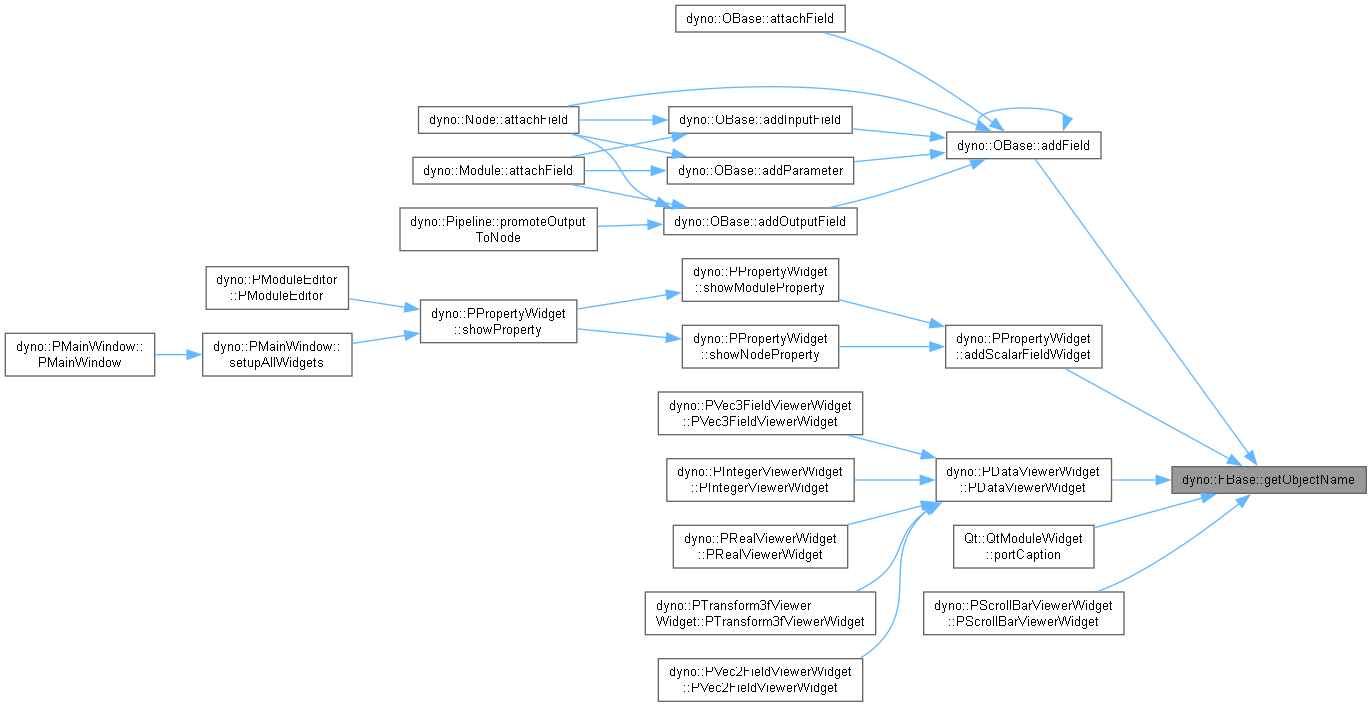 dyno::OBase::attachField
dyno::Node::attachField
dyno::OBase::addInputField
dyno::OBase::addField
dyno::Module::attachField
dyno::OBase::addParameter
dyno::Pipeline::promoteOutput
ToNode
dyno::OBase::addOutputField
dyno::PModuleEditor
::PModuleEditor
dyno::PPropertyWidget
::showModuleProperty
dyno::PPropertyWidget
::showProperty
dyno::PMainWindow::
PMainWindow
dyno::PMainWindow::
setupAllWidgets
dyno::PPropertyWidget
::showNodeProperty
dyno::PPropertyWidget
::addScalarFieldWidget
dyno::PVec3FieldViewerWidget
::PVec3FieldViewerWidget
dyno::PIntegerViewerWidget
::PIntegerViewerWidget
dyno::PDataViewerWidget
::PDataViewerWidget
dyno::FBase::getObjectName
dyno::PRealViewerWidget
::PRealViewerWidget
Qt::QtModuleWidget
::portCaption
dyno::PTransform3fViewer
Widget::PTransform3fViewerWidget
dyno::PScrollBarViewerWidget
::PScrollBarViewerWidget
dyno::PVec2FieldViewerWidget
::PVec2FieldViewerWidget